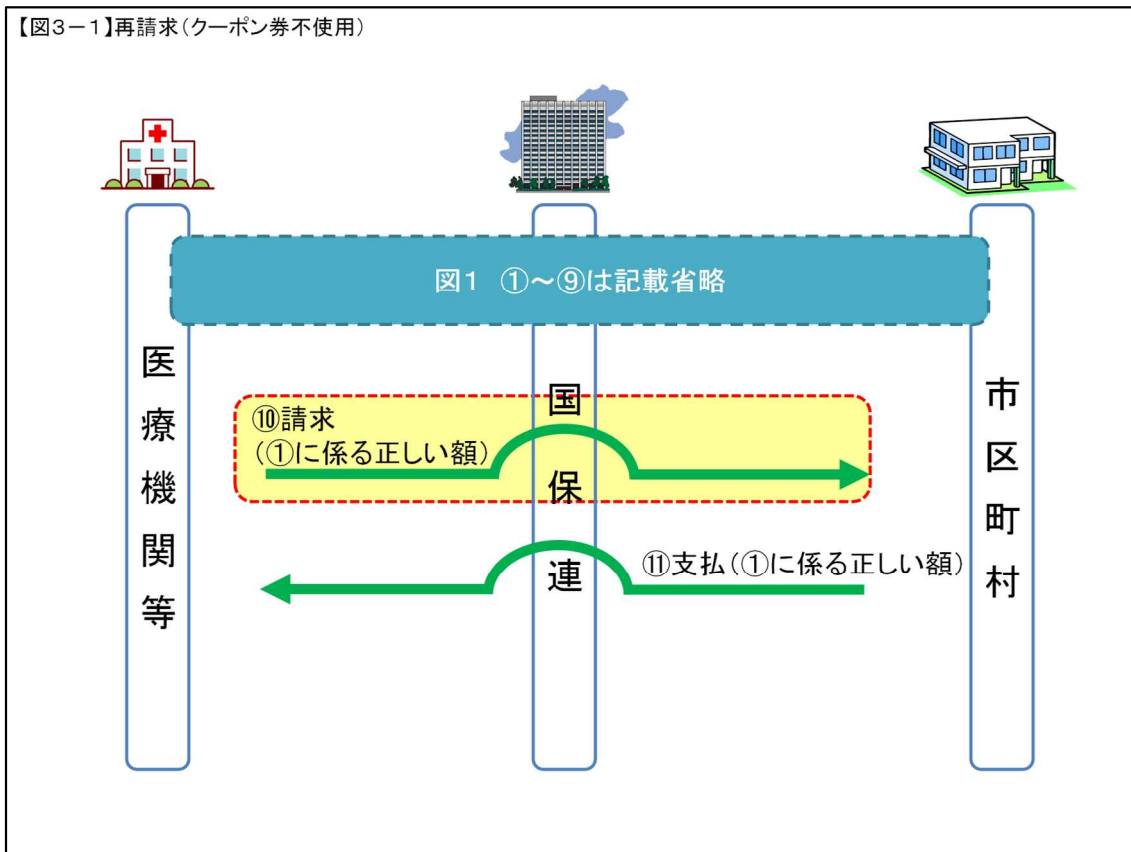 【図3-1】再請求(クーポン券不使用)
図1 ①~⑨は記載省略
医療機関等
国保連
市区町村
⑩請求
(①に係る正しい額)
⑪支払(①に係る正しい額)